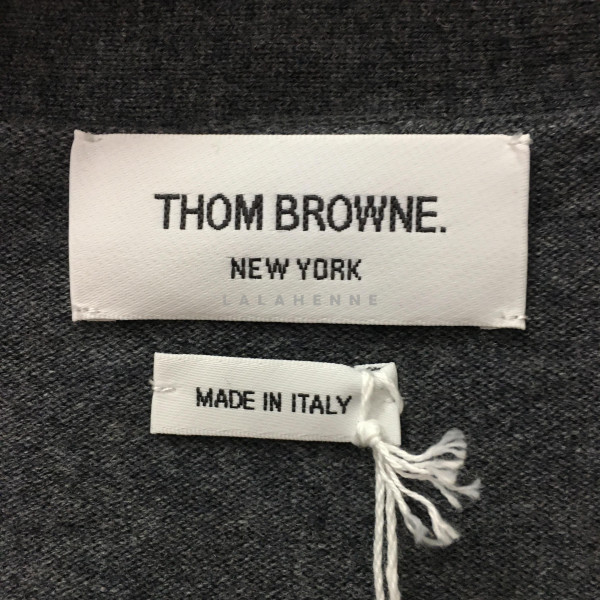 THOM BROWNE.
NEW YORK
LALAHENNE
MADE IN ITALY